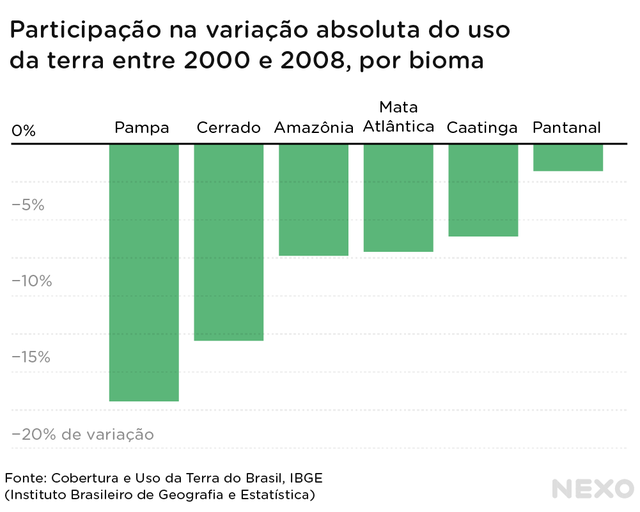 Participação na variação absoluta do uso
da terra entre 2000 e 2008, por bioma
0%
Pampa
Cerrado
Amazônia
Mata
Atlântica
Caatinga
Pantanal
−5%
−10%
−15%
−20% de variação
Fonte: Cobertura e Uso da Terra do Brasil, IBGE
(Instituto Brasileiro de Geografia e Estatística)
NEXO